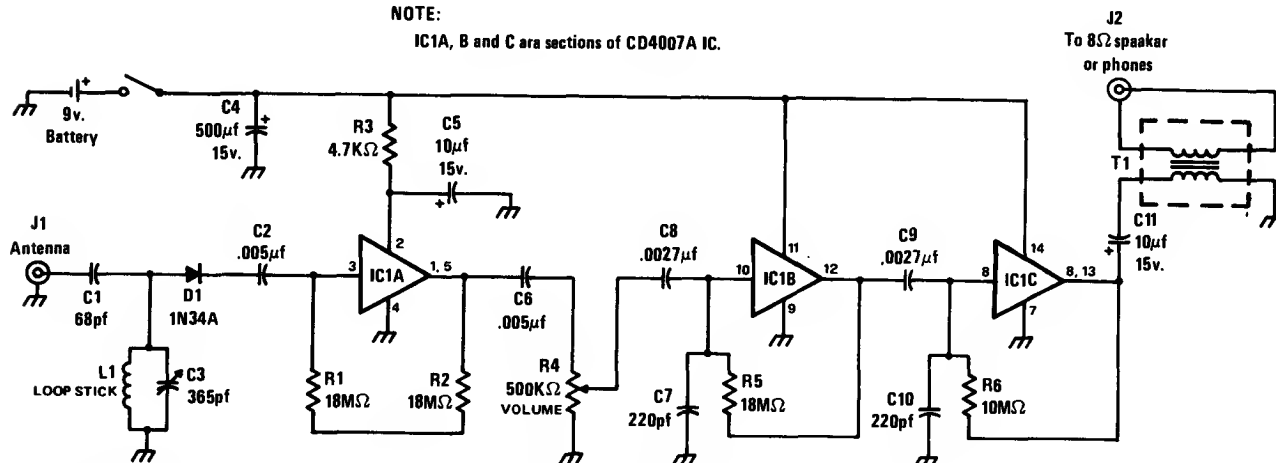 NOTE:
IC1A, B and C ara sections of CD4007A IC.
J2
To 8Ω spaakar
or phones
+
9v.
Battery
C4
500µf
15v.
+
R3
4.7KΩ
C5
10µf
15v.
+
T1
C11
10µf
15v.
+
J1
Antenna
C1
68pf
D1
1N34A
C2
.005µf
L1
LOOP STICK
C3
365pf
3
2
IC1A
1, 5
4
R1
18MΩ
R2
18MΩ
C6
.005µf
R4
500KΩ
VOLUME
C8
.0027µf
10
11
IC1B
12
9
C7
220pf
R5
18MΩ
C9
.0027µf
8
14
IC1C
8, 13
7
C10
220pf
R6
10MΩ